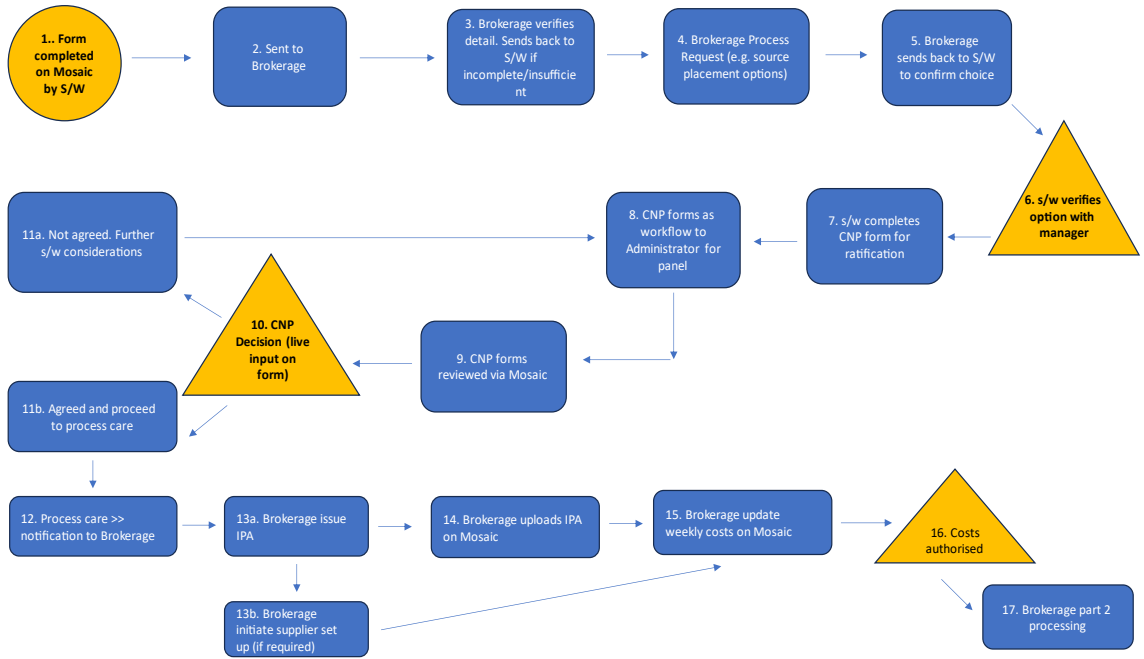 1.. Form
completed
on Mosaic
by S/W
2. Sent to
Brokerage
3. Brokerage verifies
detail. Sends back to
S/W if
incomplete/insufficie
nt
4. Brokerage Process
Request (e.g. source
placement options)
5. Brokerage
sends back to S/W
to confirm choice
6. s/w verifies
option with
manager
7. s/w completes
CNP form for
ratification
8. CNP forms as
workflow to
Administrator for
panel
9. CNP forms
reviewed via Mosaic
10. CNP
Decision (live
input on
form)
11a. Not agreed. Further
s/w considerations
11b. Agreed and proceed
to process care
12. Process care >>
notification to Brokerage
13a. Brokerage issue
IPA
13b. Brokerage
initiate supplier set
up (if required)
14. Brokerage uploads IPA
on Mosaic
15. Brokerage update
weekly costs on Mosaic
16. Costs
authorised
17. Brokerage part 2
processing